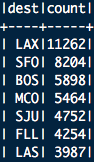 |dest|count|
+----+-----+
| LAX|11262|
| SFO| 8204|
| BOS| 5898|
| MCO| 5464|
| SJU| 4752|
| FLL| 4254|
| LAS| 3987|